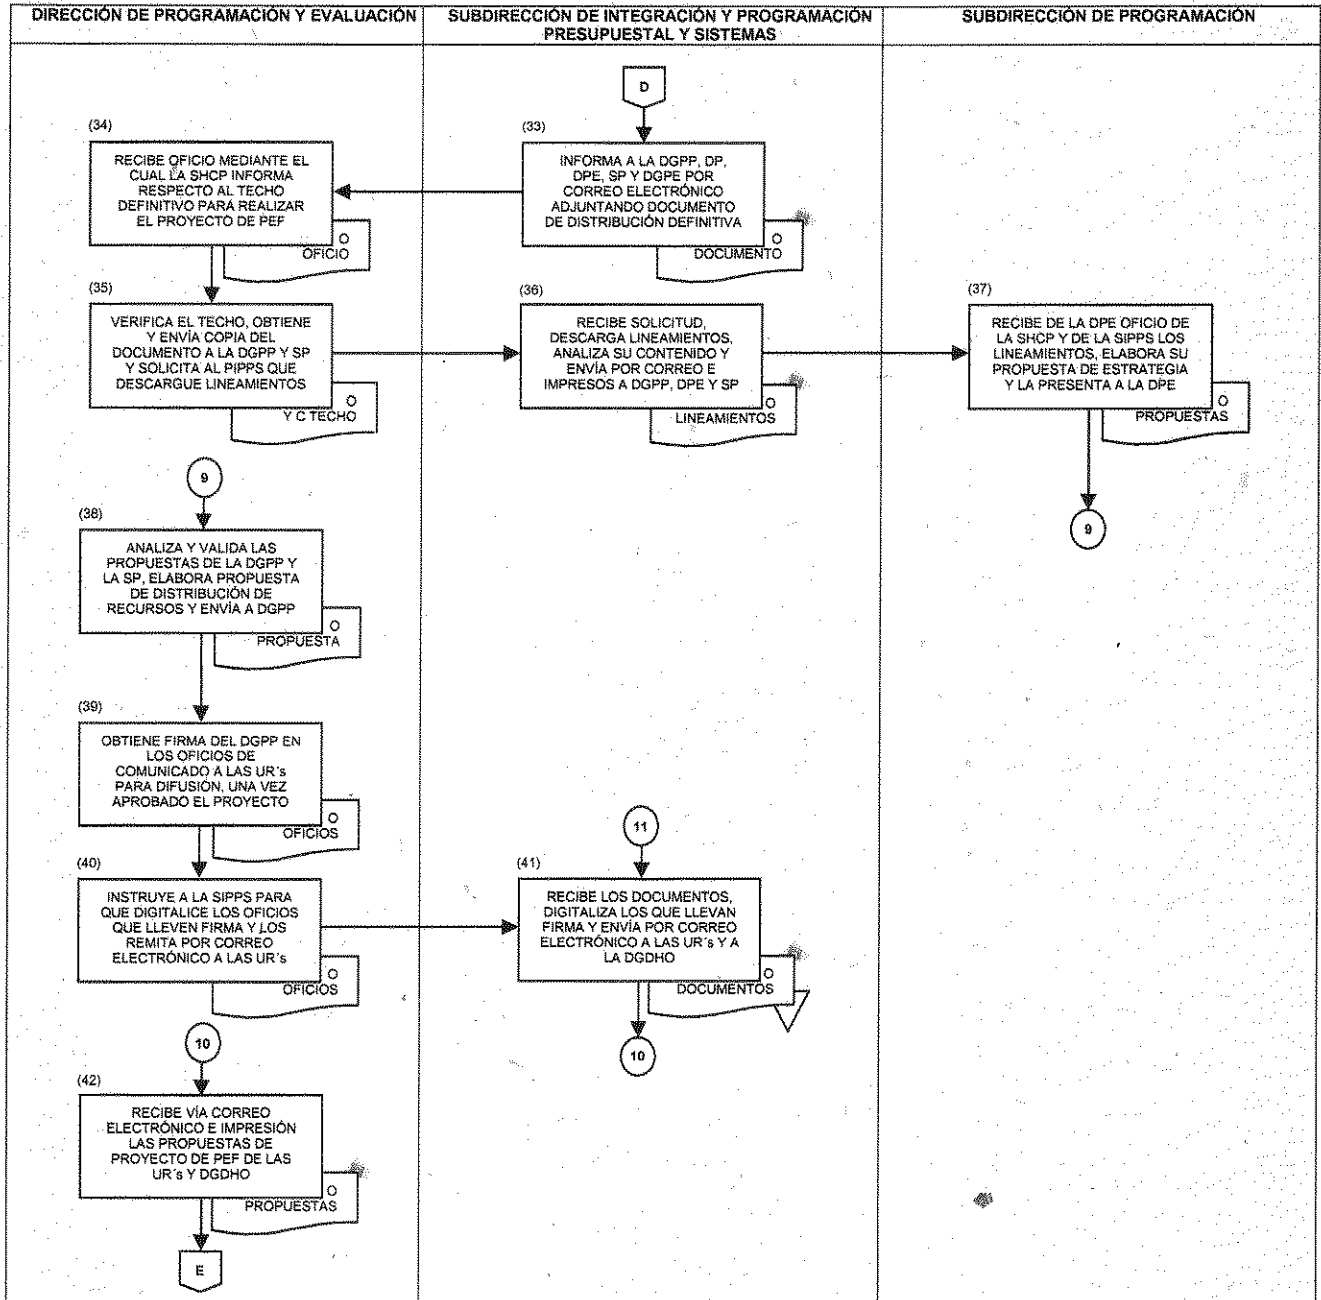 DIRECCIÓN DE PROGRAMACIÓN Y EVALUACIÓN
SUBDIRECCIÓN DE INTEGRACIÓN Y PROGRAMACIÓN
PRESUPUESTAL Y SISTEMAS
SUBDIRECCIÓN DE PROGRAMACIÓN
D
(33)
INFORMA A LA DGPP, DP,
DPE, SP Y DGPE POR
CORREO ELECTRÓNICO
ADJUNTANDO DOCUMENTO
DE DISTRIBUCIÓN DEFINITIVA
O
DOCUMENTO
(34)
RECIBE OFICIO MEDIANTE EL
CUAL LA SHCP INFORMA
RESPECTO AL TECHO
DEFINITIVO PARA REALIZAR
EL PROYECTO DE PEF
O
OFICIO
(35)
VERIFICA EL TECHO, OBTIENE
Y ENVÍA COPIA DEL
DOCUMENTO A LA DGPP Y SP
Y SOLICITA AL PIPPS QUE
DESCARGUE LINEAMIENTOS
O
Y C TECHO
(36)
RECIBE SOLICITUD,
DESCARGA LINEAMIENTOS,
ANALIZA SU CONTENIDO Y
ENVÍA POR CORREO E
IMPRESOS A DGPP, DPE Y SP
O
LINEAMIENTOS
(37)
RECIBE DE LA DPE OFICIO DE
LA SHCP Y DE LA SIPPS LOS
LINEAMIENTOS, ELABORA SU
PROPUESTA DE ESTRATEGIA
Y LA PRESENTA A LA DPE
O
PROPUESTAS
9
9
(38)
ANALIZA Y VALIDA LAS
PROPUESTAS DE LA DGPP Y
LA SP, ELABORA PROPUESTA
DE DISTRIBUCIÓN DE
RECURSOS Y ENVÍA A DGPP
O
PROPUESTA
(39)
OBTIENE FIRMA DEL DGPP EN
LOS OFICIOS DE
COMUNICADO A LAS UR´s
PARA DIFUSIÓN, UNA VEZ
APROBADO EL PROYECTO
O
OFICIOS
(40)
INSTRUYE A LA SIPPS PARA
QUE DIGITALICE LOS OFICIOS
QUE LLEVEN FIRMA Y LOS
REMITA POR CORREO
ELECTRÓNICO A LAS UR´s
O
OFICIOS
11
(41)
RECIBE LOS DOCUMENTOS,
DIGITALIZA LOS QUE LLEVAN
FIRMA Y ENVÍA POR CORREO
ELECTRÓNICO A LAS UR´s Y A
LA DGDHO
O
DOCUMENTOS
10
10
(42)
RECIBE VÍA CORREO
ELECTRÓNICO E IMPRESIÓN
LAS PROPUESTAS DE
PROYECTO DE PEF DE LAS
UR´s Y DGDHO
O
PROPUESTAS
E